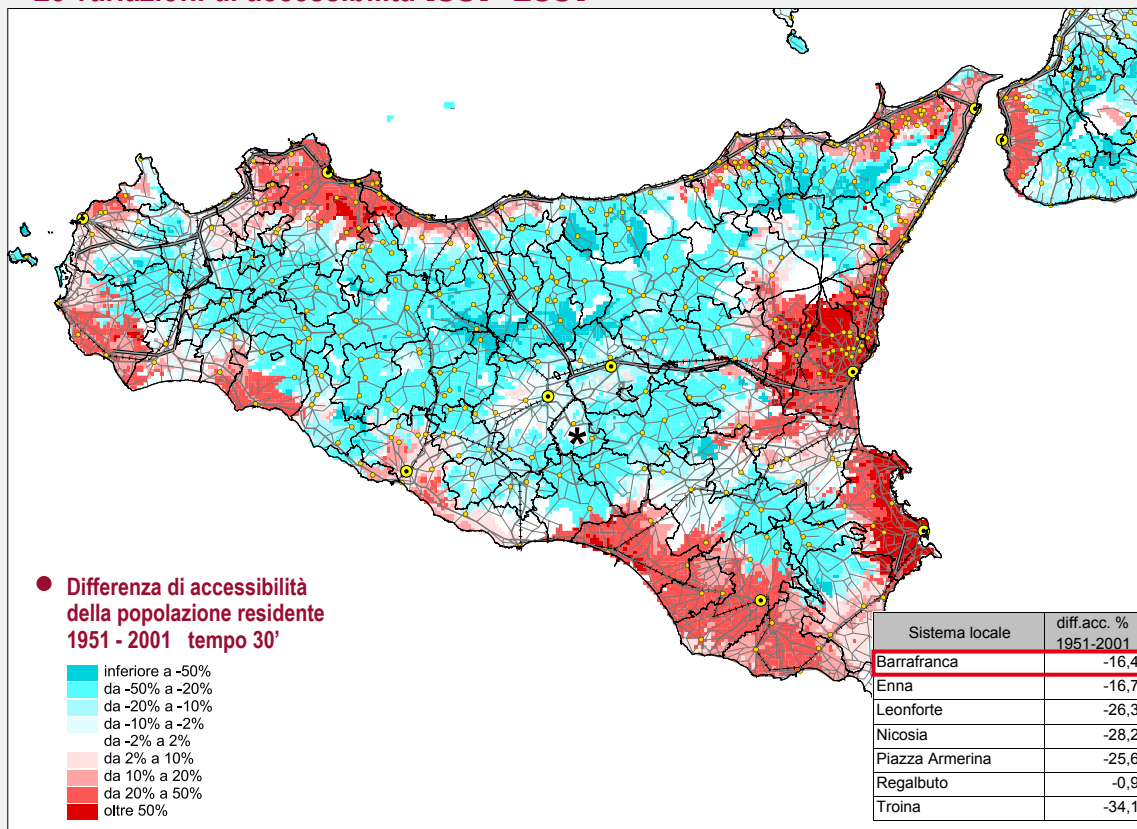 Differenza di accessibilità
della popolazione residente
1951 - 2001 tempo 30'
inferiore a -50%
da -50% a -20%
da -20% a -10%
da -10% a -2%
da -2% a 2%
da 2% a 10%
da 10% a 20%
da 20% a 50%
oltre 50%
Sistema locale diff.acc. % 1951-2001
Barrafranca -16,4
Enna -16,7
Leonforte -26,3
Nicosia -28,2
Piazza Armerina -25,6
Regalbuto -0,9
Troina -34,1